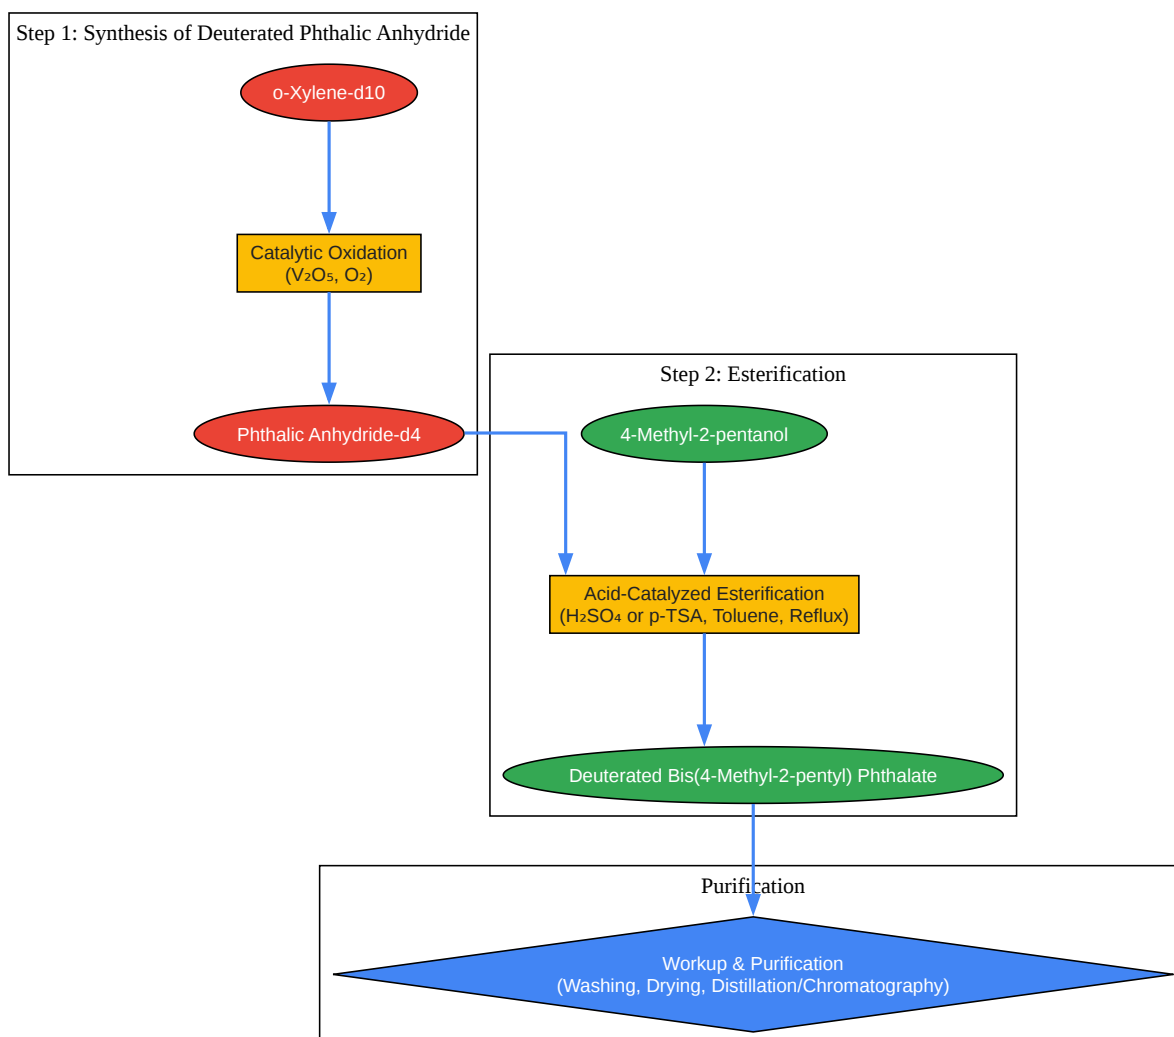 Step 1: Synthesis of Deuterated Phthalic Anhydride
o-Xylene-d10
Catalytic Oxidation
(V₂O₅, O₂)
Phthalic Anhydride-d4
Step 2: Esterification
4-Methyl-2-pentanol
Acid-Catalyzed Esterification
(H₂SO₄ or p-TSA, Toluene, Reflux)
Deuterated Bis(4-Methyl-2-pentyl) Phthalate
Purification
Workup & Purification
(Washing, Drying, Distillation/Chromatography)